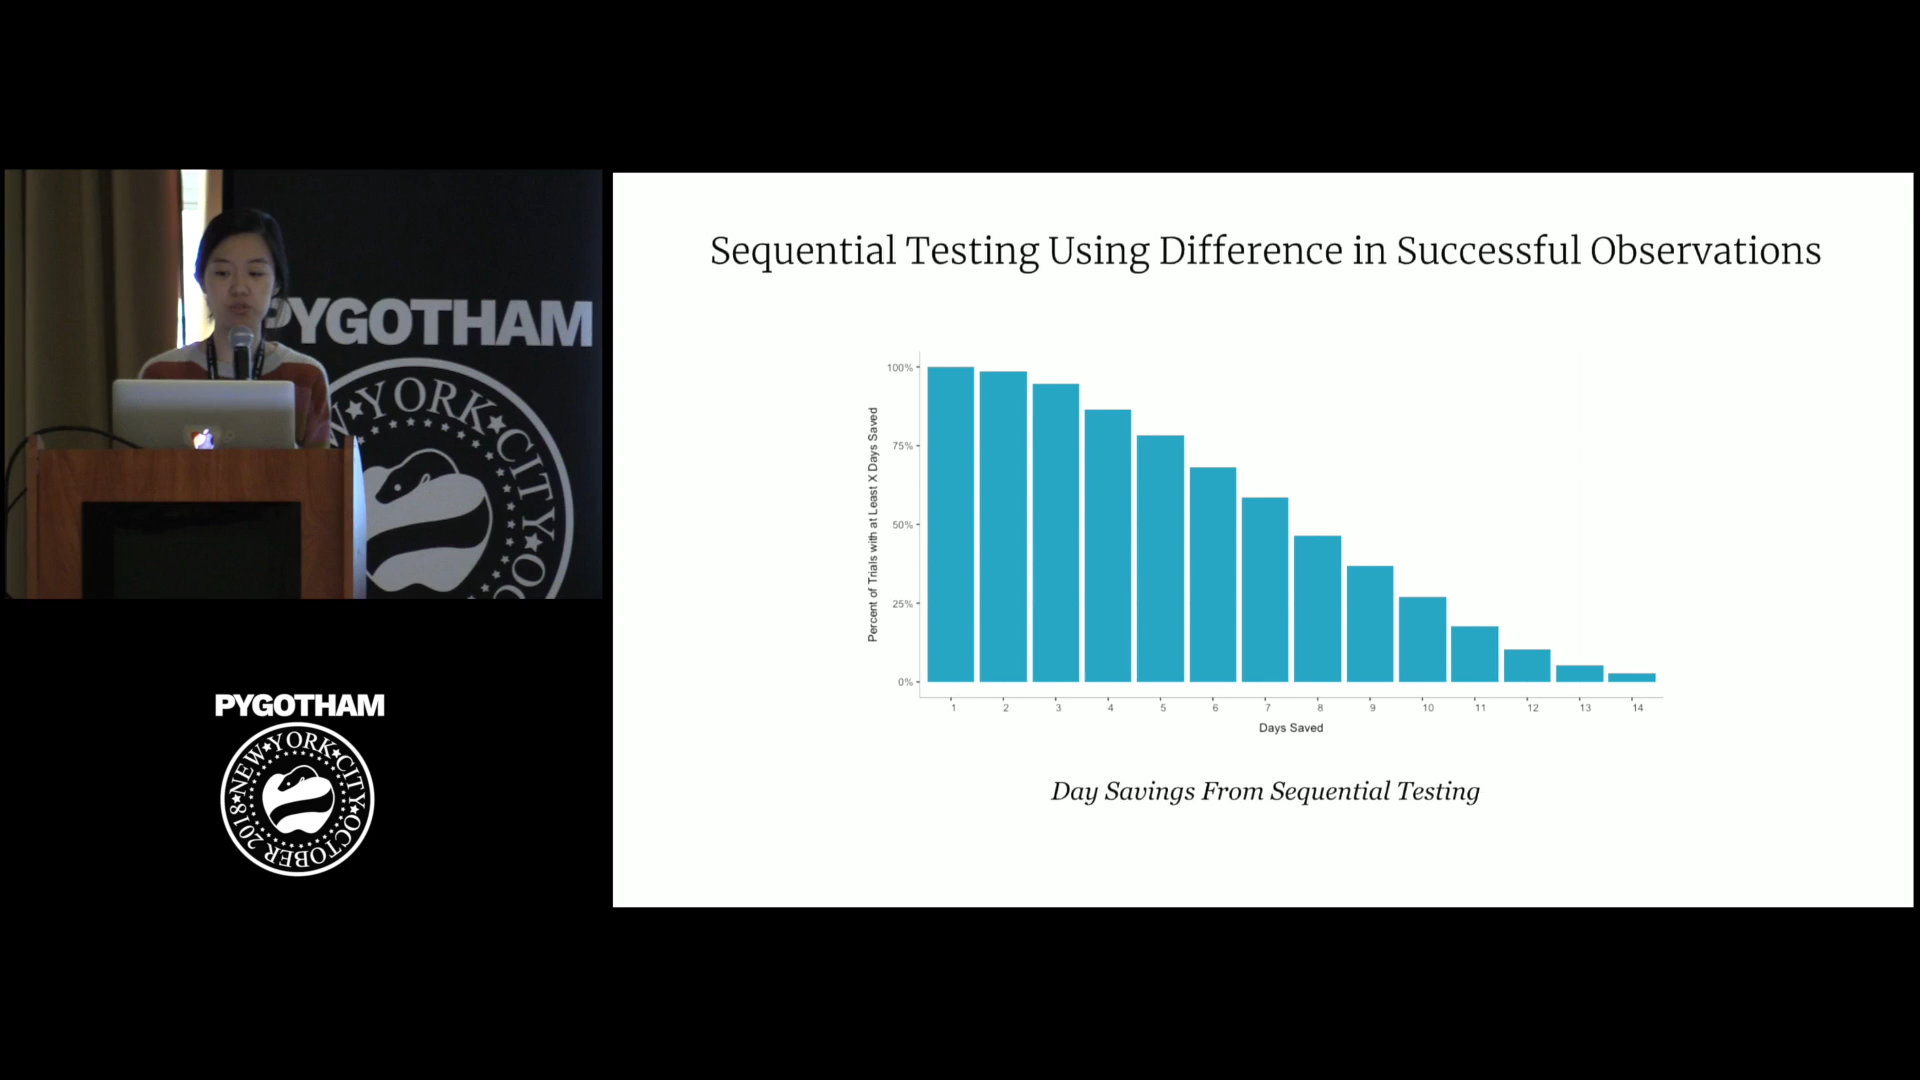 Sequential Testing Using Difference in Successful Observations
Percent of Trials with at Least X Days Saved
100%
75%
50%
25%
0%
1 2 3 4 5 6 7 8 9 10 11 12 13 14
Days Saved
Day Savings From Sequential Testing
PYGOTHAM
YORK CITY
PYGOTHAM
NEW YORK CITY OCTOBER 2018